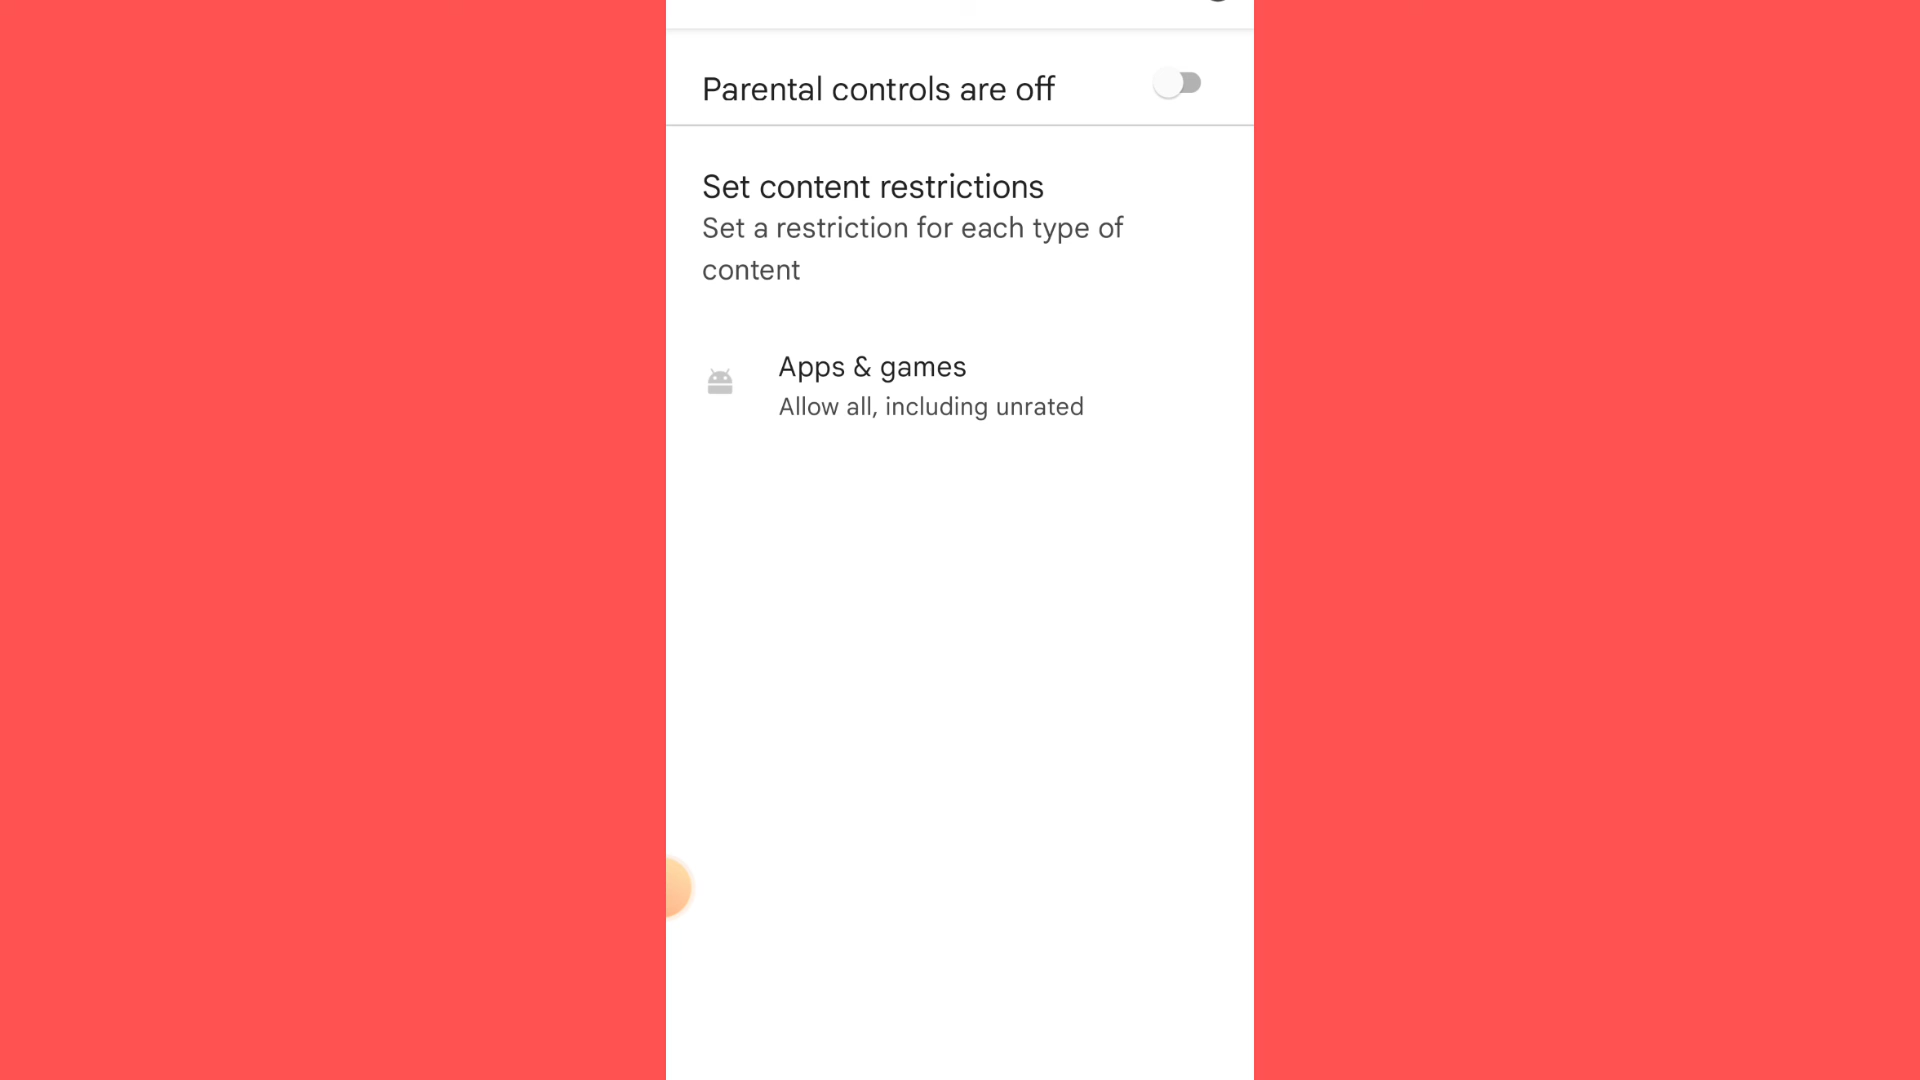 Parental controls are off
Set content restrictions
Set a restriction for each type of
content
Apps & games
Allow all, including unrated